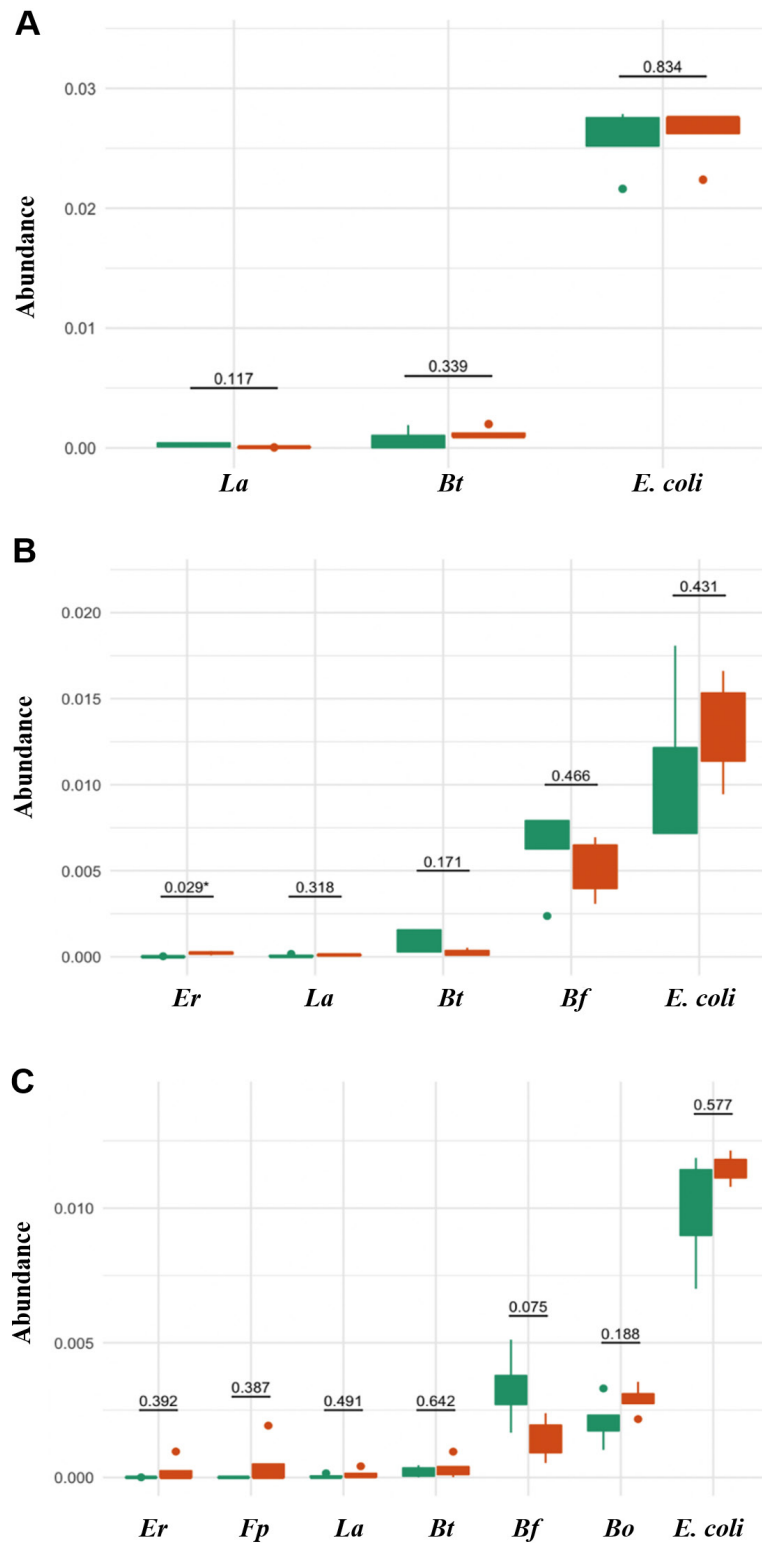 A
0.834
0.03
0.02
Abundance
0.01
0.339
0.117
0.00
La Bt E. coli
B
0.431
0.020
0.015
Abundance
0.466
0.010
0.171
0.005
0.029* 0.318
0.000
Er La Bt Bf E. coli
C
0.577
0.010
Abundance
0.075
0.005
0.188
0.392 0.387 0.491 0.642
0.000
Er Fp La Bt Bf Bo E. coli